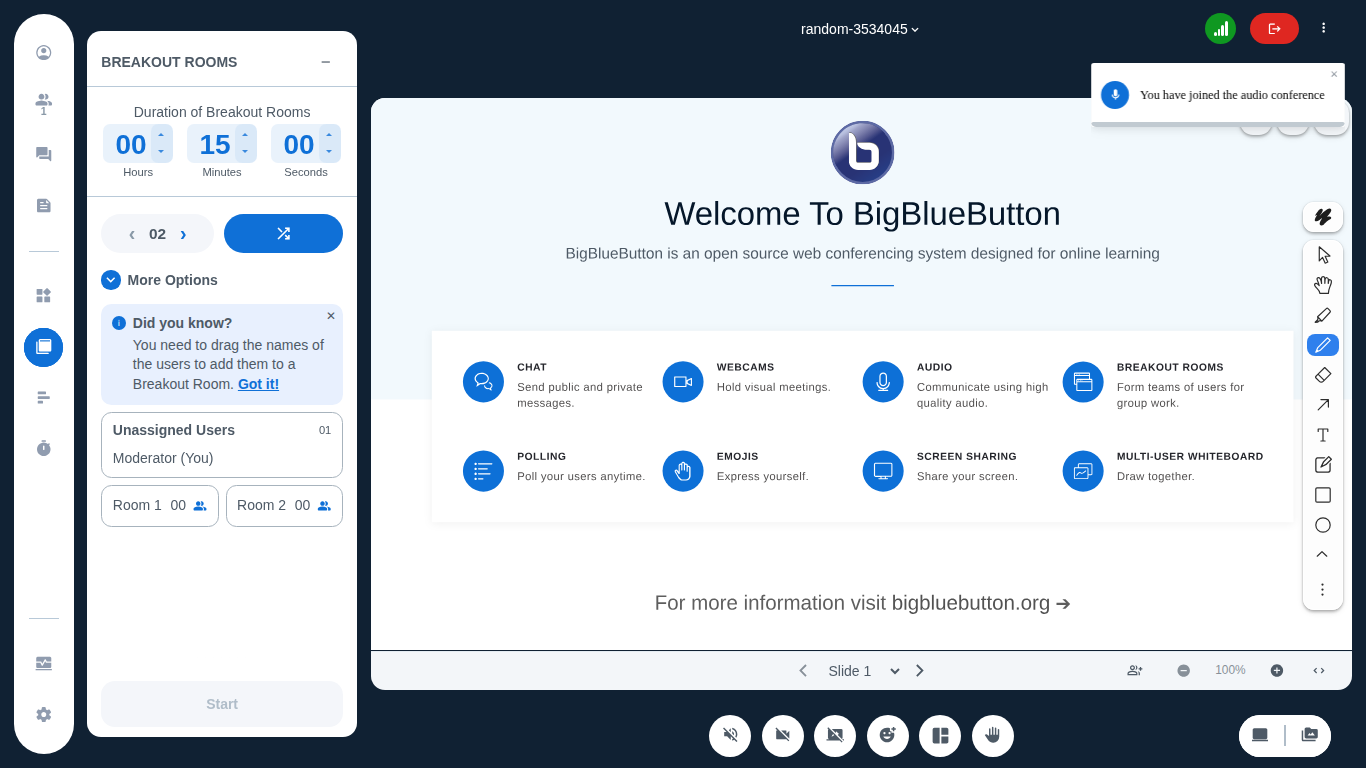 random-3534045
1
BREAKOUT ROOMS
Duration of Breakout Rooms
00 15 00
Hours Minutes Seconds
02
More Options
Did you know?
You need to drag the names of
the users to add them to a
Breakout Room. Got it!
Unassigned Users 01
Moderator (You)
Room 1 00 Room 2 00
Start
You have joined the audio conference
Welcome To BigBlueButton
BigBlueButton is an open source web conferencing system designed for online learning
CHAT
Send public and private
messages.
WEBCAMS
Hold visual meetings.
AUDIO
Communicate using high
quality audio.
BREAKOUT ROOMS
Form teams of users for
group work.
POLLING
Poll your users anytime.
EMOJIS
Express yourself.
SCREEN SHARING
Share your screen.
MULTI-USER WHITEBOARD
Draw together.
For more information visit bigbluebutton.org ➔
Slide 1
100%